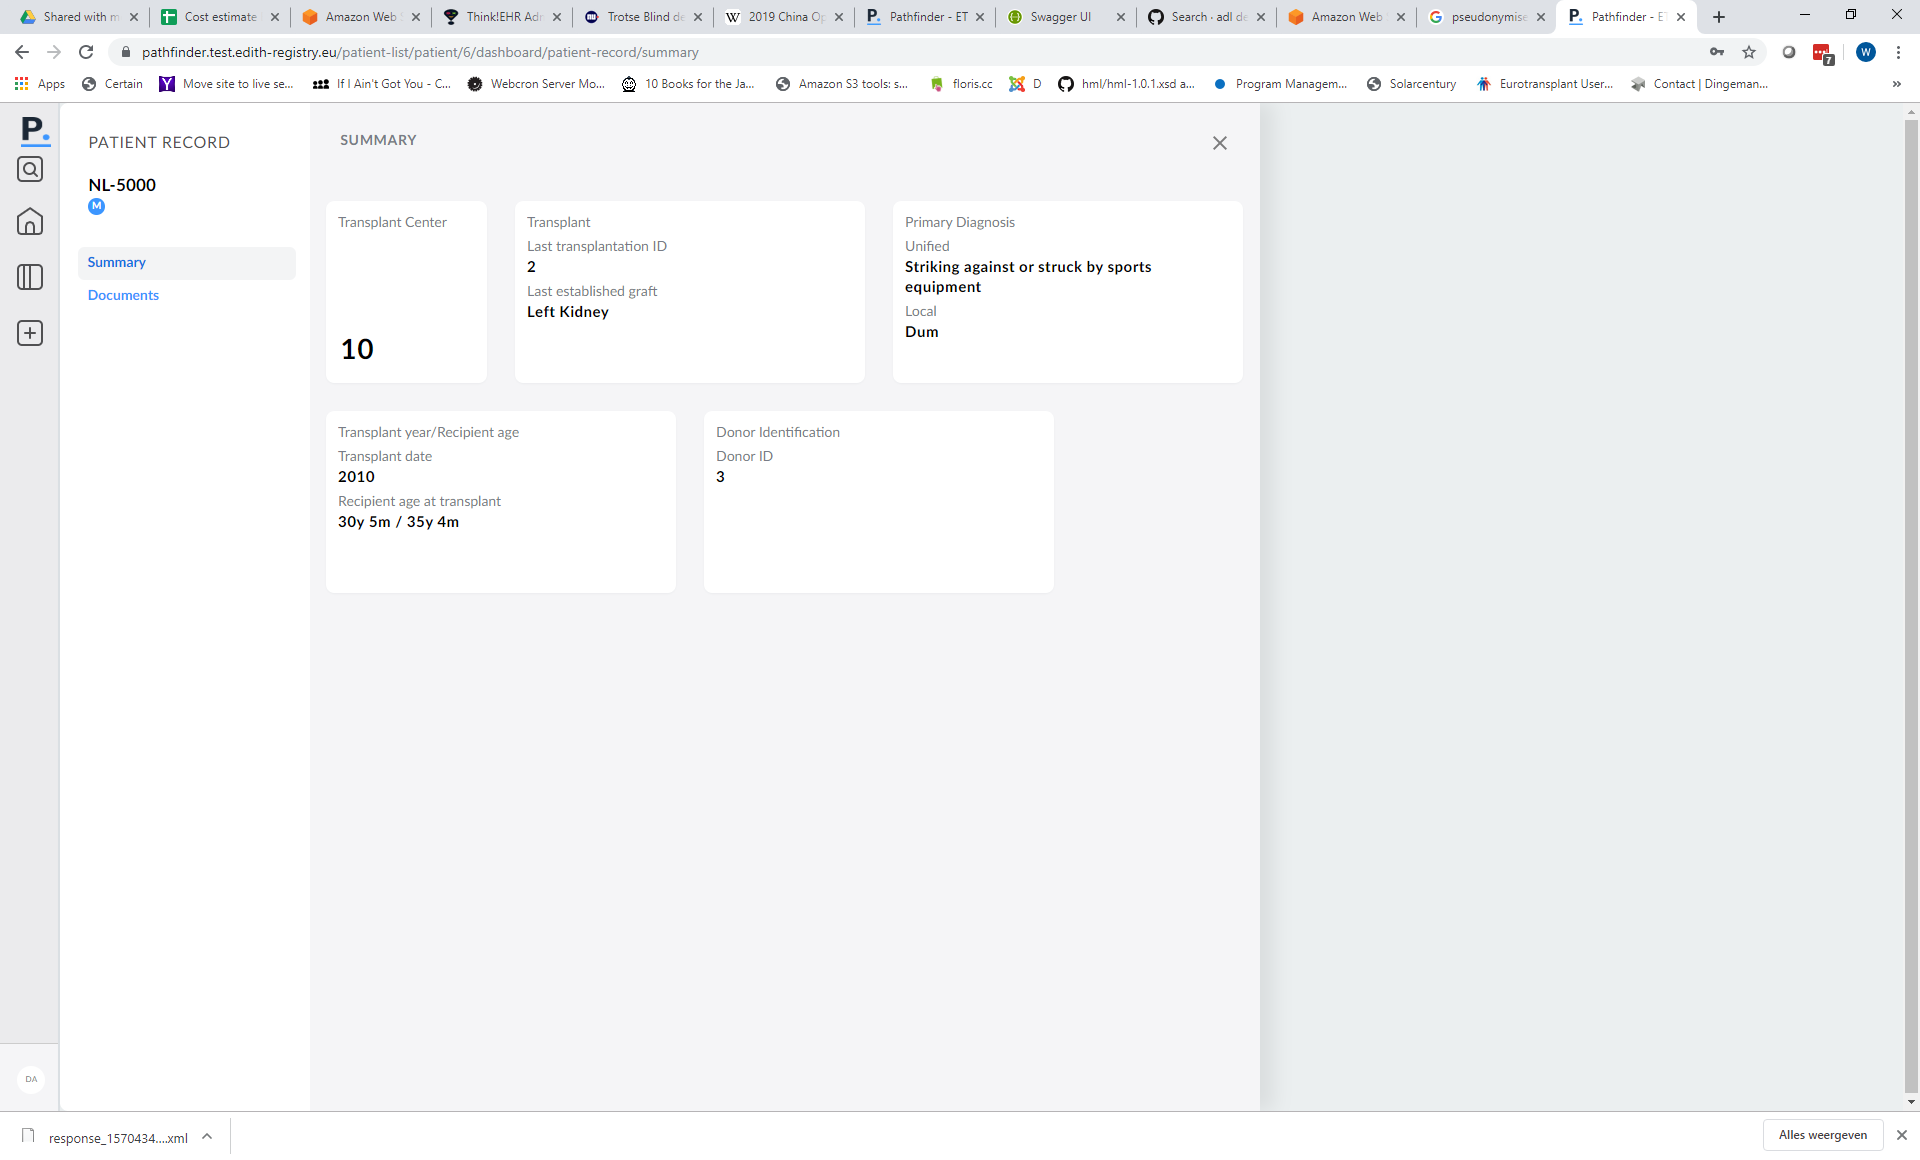 Shared with m
Cost estimate
Amazon Web S
Think!EHR Adm
Trotse Blind de
2019 China Op
Pathfinder - ET
Swagger UI
Search · adl de
Amazon Web
pseudonymise
Pathfinder - ET
pathfinder.test.edith-registry.eu/patient-list/patient/6/dashboard/patient-record/summary
7
W
Apps
Certain
Move site to live se...
If I Ain't Got You - C...
Webcron Server Mo...
10 Books for the Ja...
Amazon S3 tools: s...
floris.cc
D
hml/hml-1.0.1.xsd a...
Program Managem...
Solarcentury
Eurotransplant User...
Contact | Dingeman...
»
P.
PATIENT RECORD
NL-5000
M
Summary
Documents
DA
SUMMARY
Transplant Center
10
Transplant
Last transplantation ID
2
Last established graft
Left Kidney
Primary Diagnosis
Unified
Striking against or struck by sports
equipment
Local
Dum
Transplant year/Recipient age
Transplant date
2010
Recipient age at transplant
30y 5m / 35y 4m
Donor Identification
Donor ID
3
response_1570434....xml
Alles weergeven